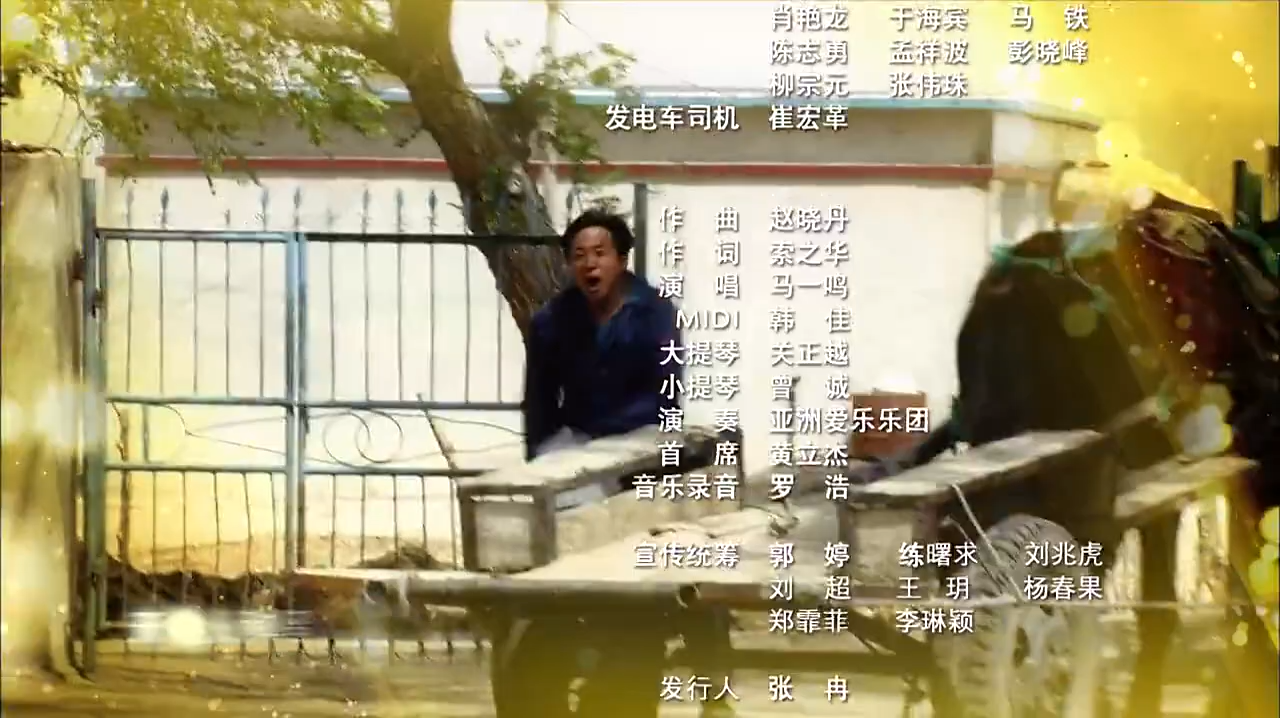 肖艳龙 于海宾 马 铁
陈志勇 孟祥波 彭晓峰
柳宗元 张伟珠
发电车司机 崔宏革
作 曲 赵晓丹
作 词 索之华
演 唱 马一鸣
MIDI 韩 佳
大提琴 关正越
小提琴 曾 诚
演 奏 亚洲爱乐乐团
首 席 黄立杰
音乐录音 罗 浩
宣传统筹 郭 婷 练曙求 刘兆虎
刘 超 王 玥 杨春果
郑霏菲 李琳颖
发行人 张 冉